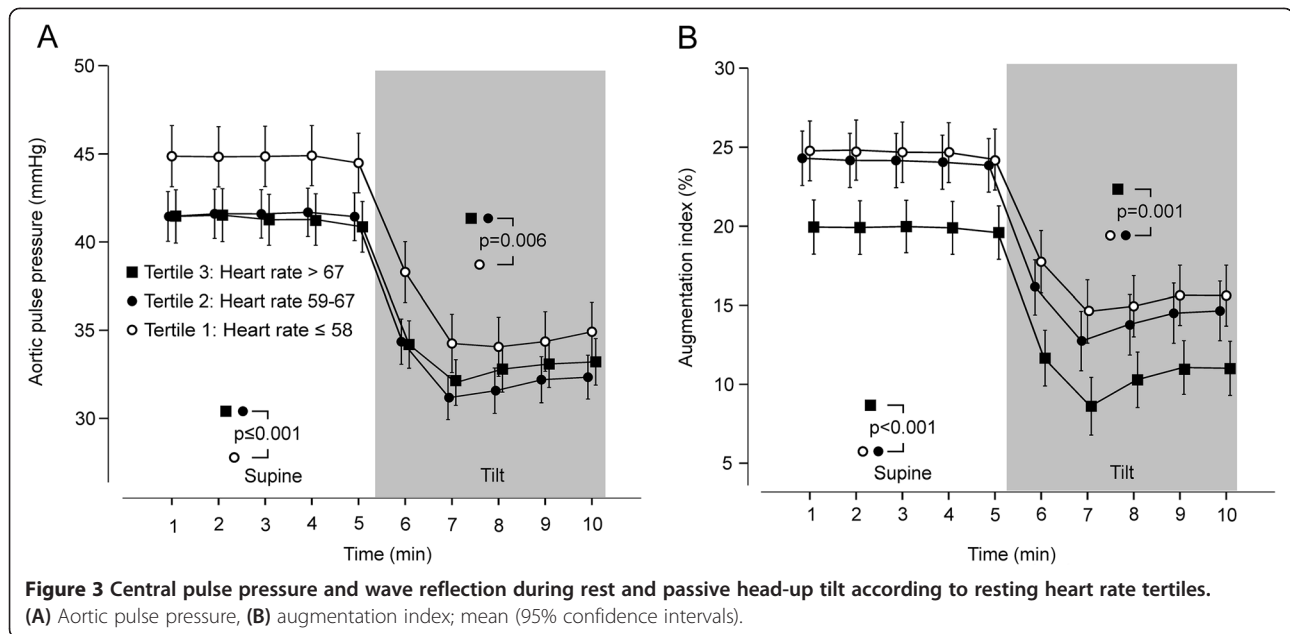 A
50
45
40
35
30
Aortic pulse pressure (mmHg)
p=0.006
Tertile 3: Heart rate > 67
Tertile 2: Heart rate 59-67
Tertile 1: Heart rate ≤ 58
p≤0.001
Supine
Tilt
1 2 3 4 5 6 7 8 9 10
Time (min)
B
30
25
20
15
10
5
Augmentation index (%)
p=0.001
p<0.001
Supine
Tilt
1 2 3 4 5 6 7 8 9 10
Time (min)
Figure 3 Central pulse pressure and wave reflection during rest and passive head-up tilt according to resting heart rate tertiles.
(A) Aortic pulse pressure, (B) augmentation index; mean (95% confidence intervals).